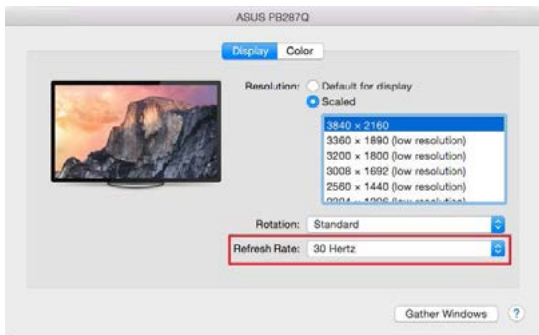 ASUS PB287Q
Display Color
Resolution: Default for display
Scaled
3840 × 2160
3360 × 1890 (low resolution)
3200 × 1800 (low resolution)
3008 × 1692 (low resolution)
2560 × 1440 (low resolution)
Rotation: Standard
Refresh Rate: 30 Hertz
Gather Windows ?